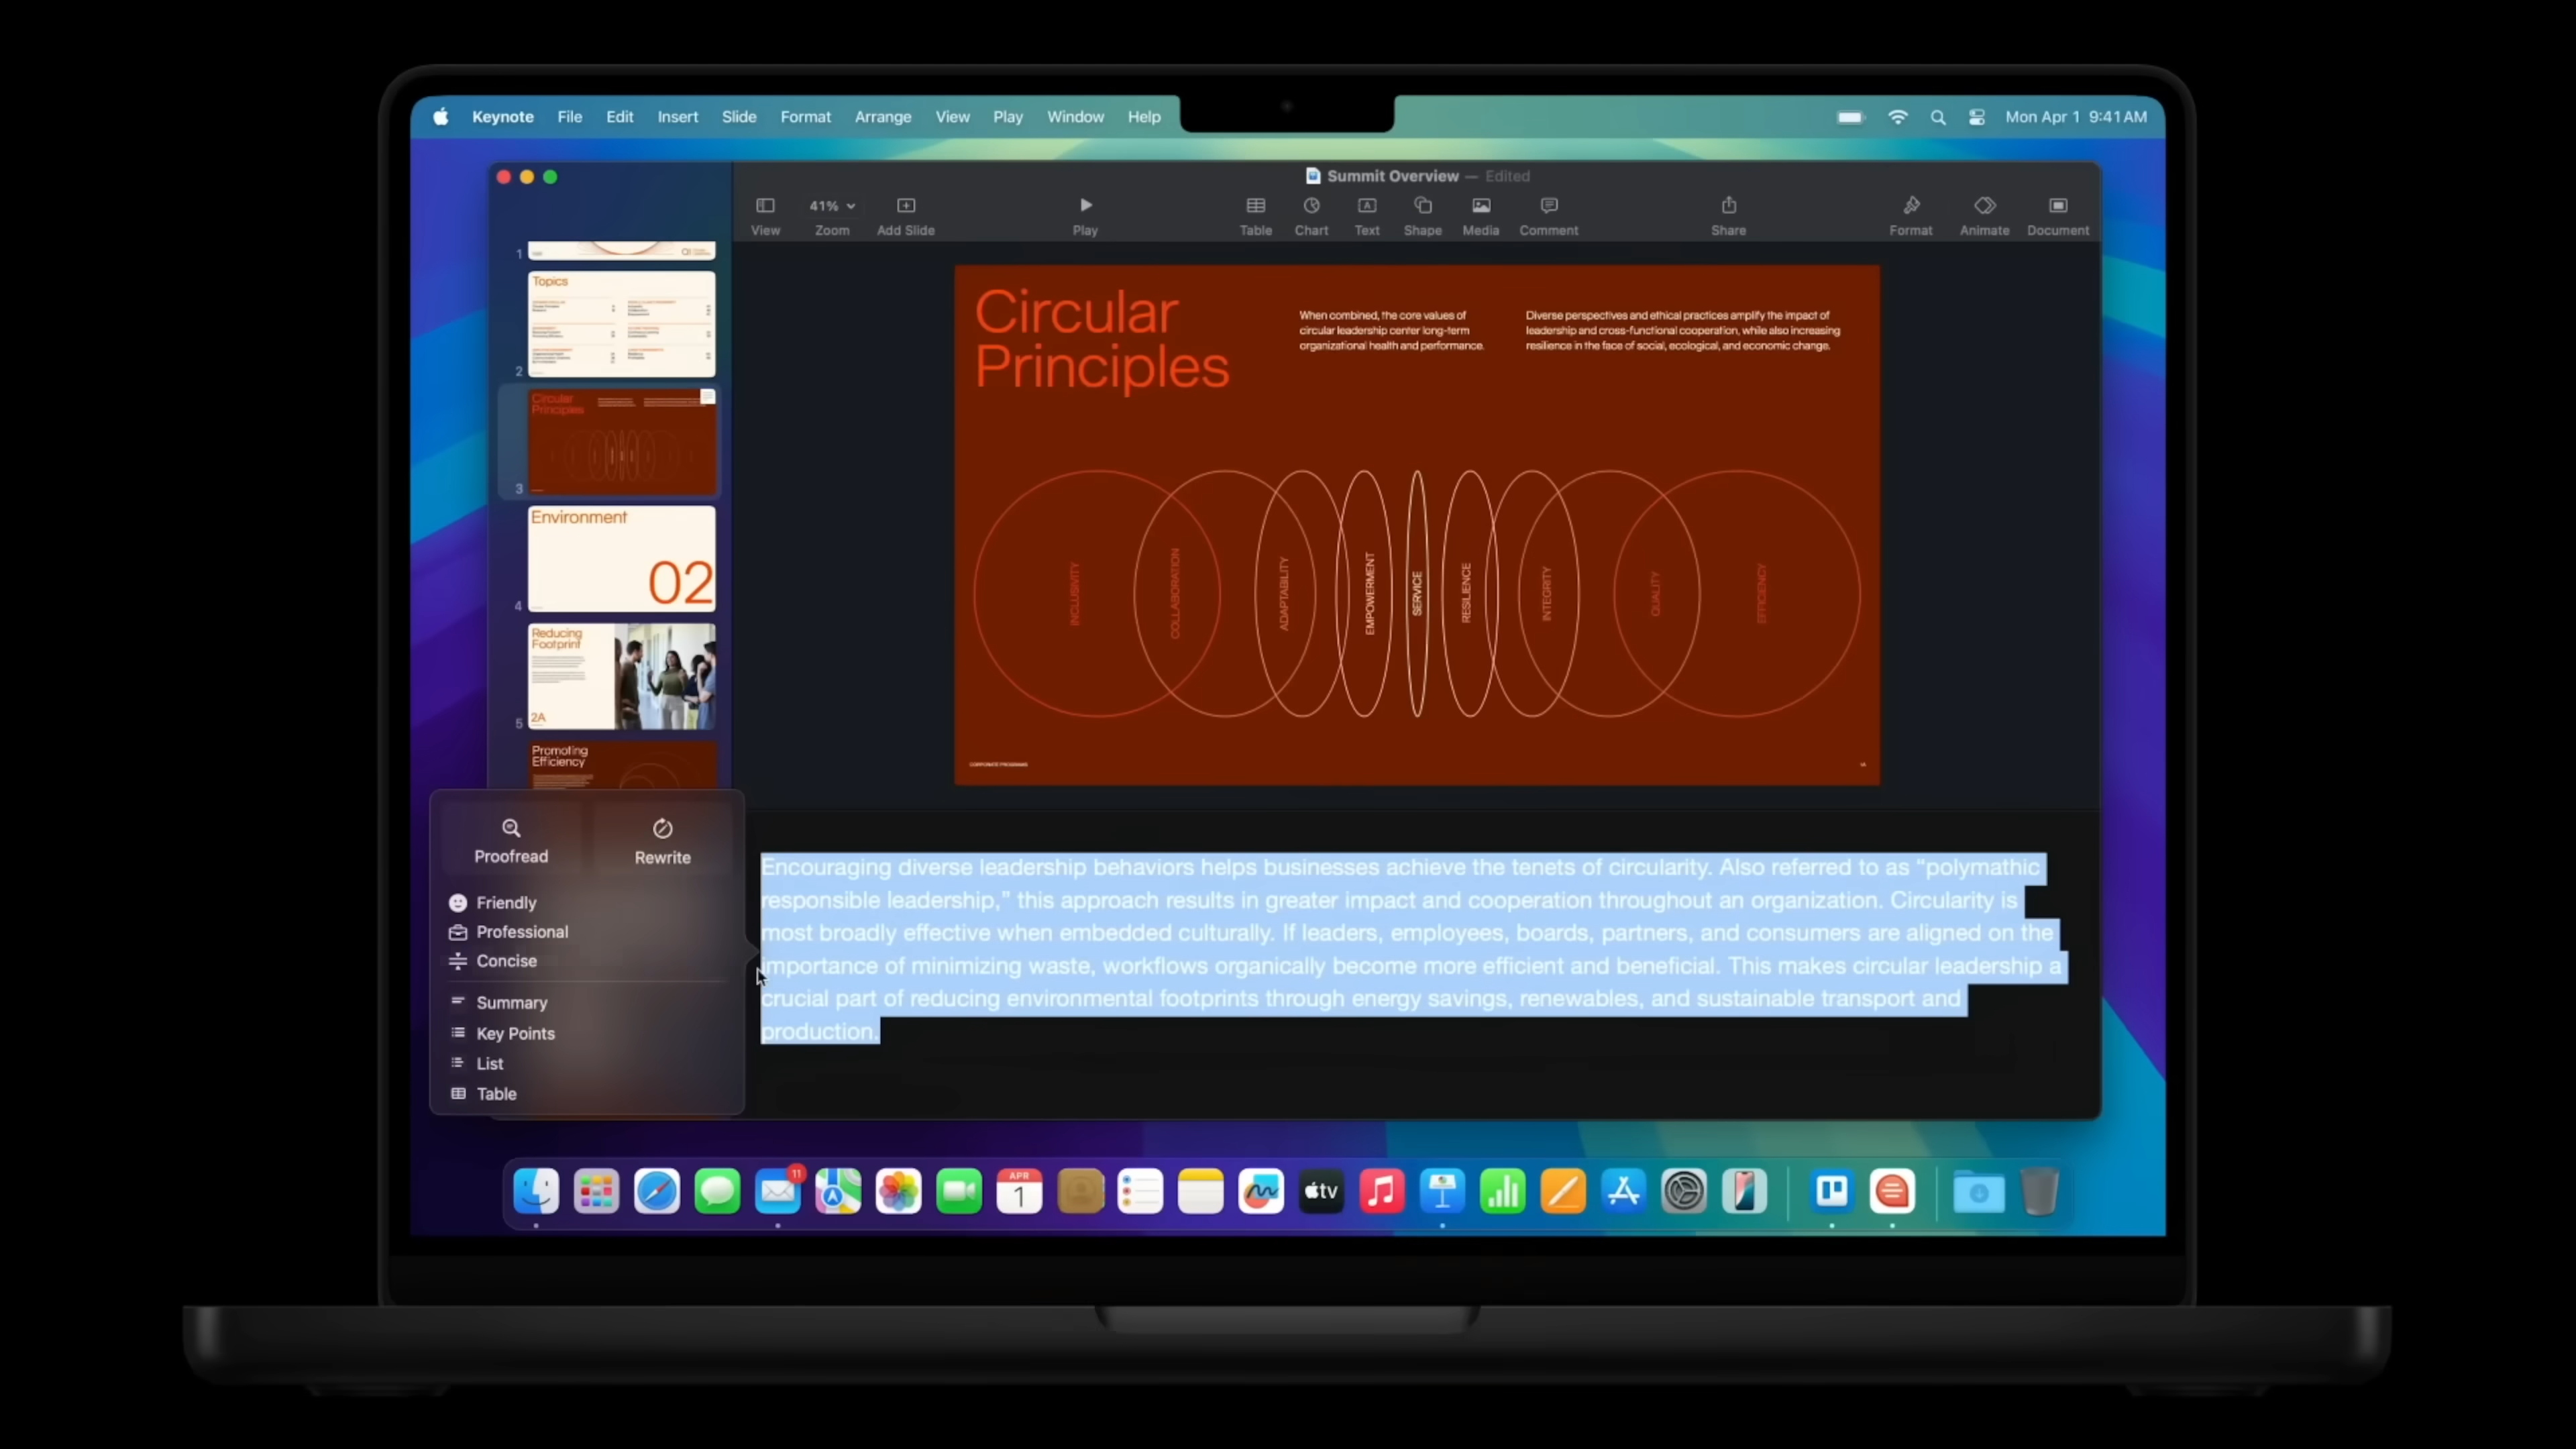 Keynote File Edit Insert Slide Format Arrange View Play Window Help
Mon Apr 1 9:41 AM
Summit Overview — Edited
41%
View Zoom Add Slide Play Table Chart Text Shape Media Comment Share Format Animate Document
1
Topics
2
Circular
Principles
3
Environment
02
4
Reducing
Footprint
2A
5
Promoting
Efficiency
Circular
Principles
When combined, the core values of
circular leadership center long-term
organizational health and performance.
Diverse perspectives and ethical practices amplify the impact of
leadership and cross-functional cooperation, while also increasing
resilience in the face of social, ecological, and economic change.
INCLUSIVITY
COLLABORATION
ADAPTABILITY
EMPOWERMENT
SERVICE
RESILIENCE
INTEGRITY
QUALITY
EFFICIENCY
CORPORATE PROGRAMS
Proofread
Rewrite
Friendly
Professional
Concise
Summary
Key Points
List
Table
Encouraging diverse leadership behaviors helps businesses achieve the tenets of circularity. Also referred to as “polymathic
responsible leadership,” this approach results in greater impact and cooperation throughout an organization. Circularity is
most broadly effective when embedded culturally. If leaders, employees, boards, partners, and consumers are aligned on the
importance of minimizing waste, workflows organically become more efficient and beneficial. This makes circular leadership a
crucial part of reducing environmental footprints through energy savings, renewables, and sustainable transport and
production.
11
APR
1
tv